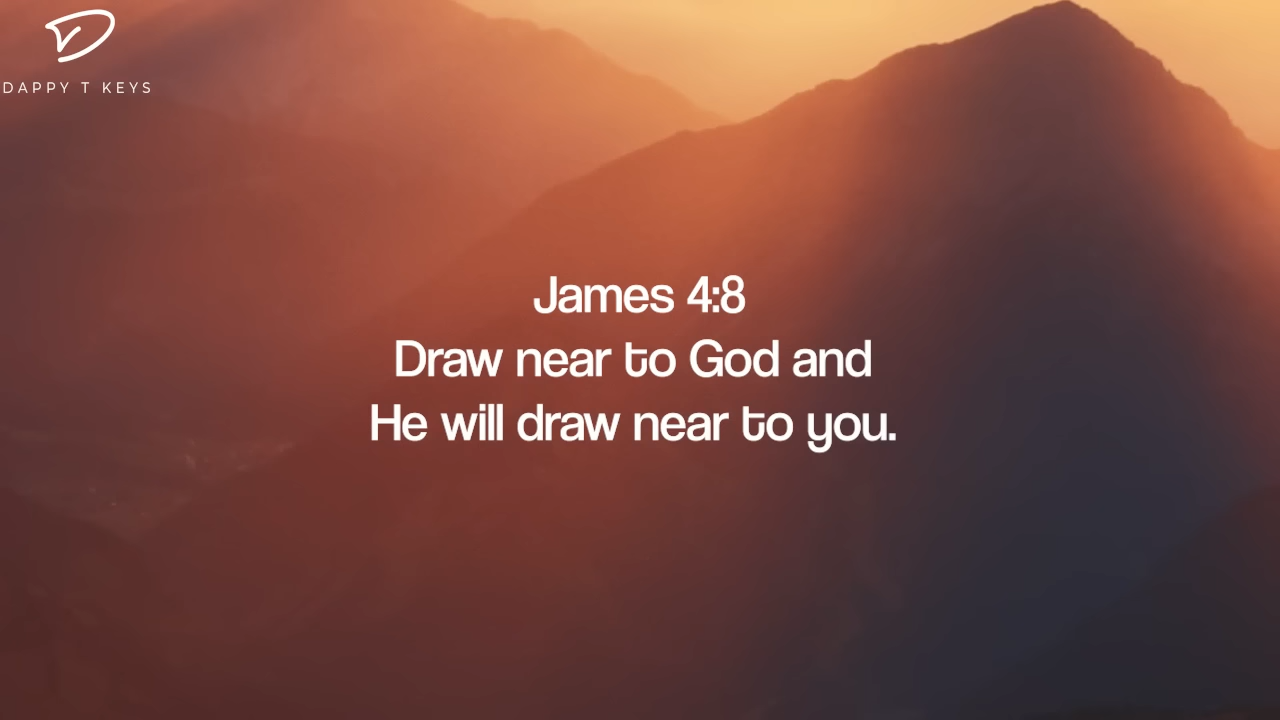 DAPPY T KEYS
James 4:8
Draw near to God and
He will draw near to you.